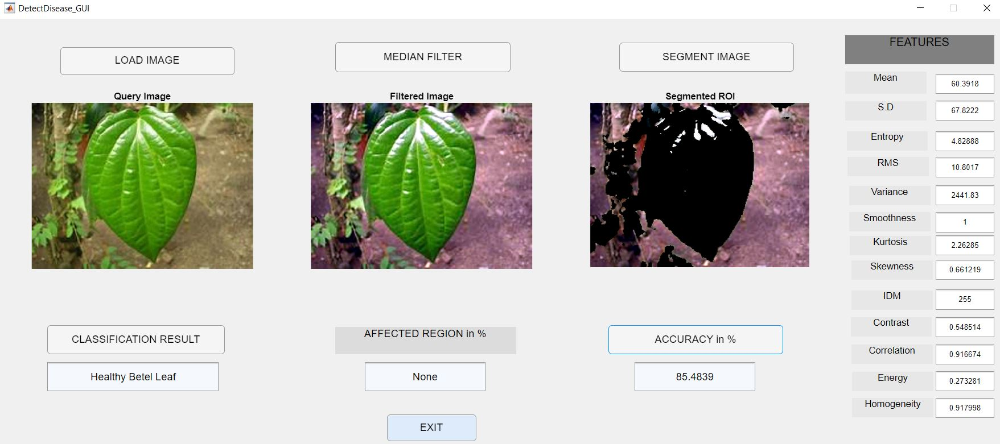 DetectDisease_GUI
LOAD IMAGE
MEDIAN FILTER
SEGMENT IMAGE
Query Image
Filtered Image
Segmented ROI
CLASSIFICATION RESULT
AFFECTED REGION in %
ACCURACY in %
Healthy Betel Leaf
None
85.4839
EXIT
FEATURES
Mean 60.3918
S.D 67.8222
Entropy 4.82888
RMS 10.8017
Variance 2441.83
Smoothness 1
Kurtosis 2.26285
Skewness 0.661219
IDM 255
Contrast 0.548514
Correlation 0.916674
Energy 0.273281
Homogeneity 0.917998